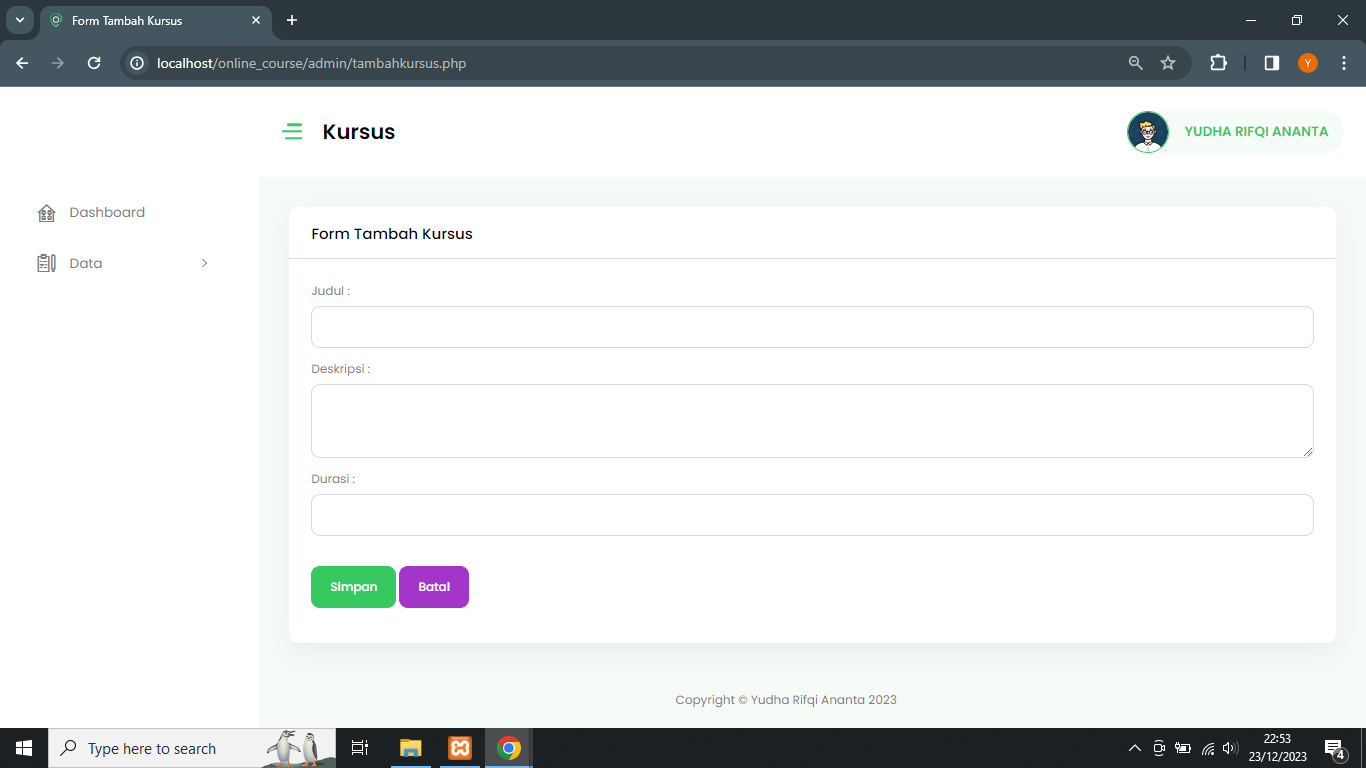 Form Tambah Kursus
localhost/online_course/admin/tambahkursus.php
Y
Kursus
YUDHA RIFQI ANANTA
Dashboard
Data
Form Tambah Kursus
Judul :
Deskripsi :
Durasi :
Simpan Batal
Copyright © Yudha Rifqi Ananta 2023
Type here to search
22:53
23/12/2023
4